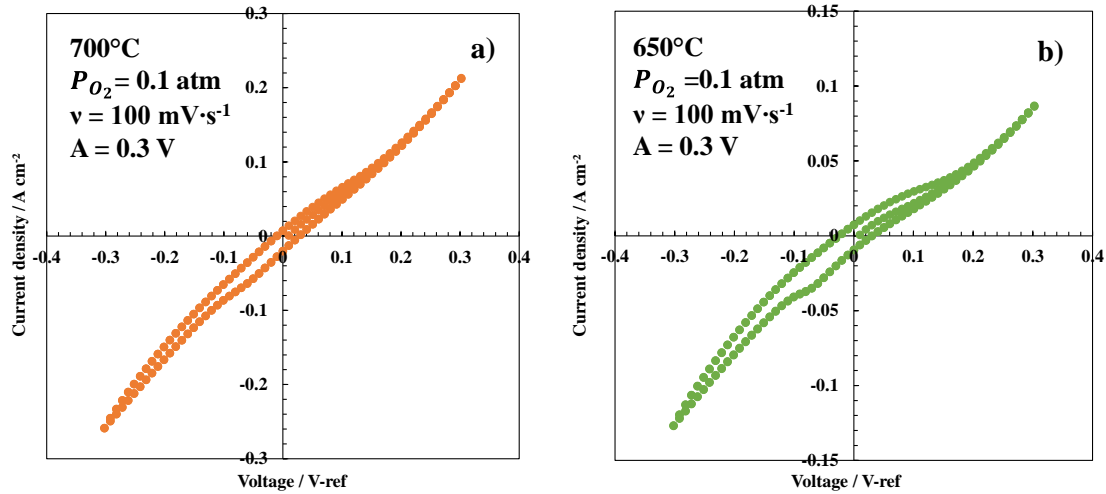 700°C
a)
P_O2 = 0.1 atm
ν = 100 mV·s⁻¹
A = 0.3 V
Current density / A cm⁻²
0.3
0.2
0.1
0
-0.1
-0.2
-0.3
-0.4 -0.3 -0.2 -0.1 0 0.1 0.2 0.3 0.4
Voltage / V-ref
650°C
b)
P_O2 =0.1 atm
ν = 100 mV·s⁻¹
A = 0.3 V
Current density / A cm⁻²
0.15
0.1
0.05
0
-0.05
-0.1
-0.15
-0.4 -0.3 -0.2 -0.1 0 0.1 0.2 0.3 0.4
Voltage / V-ref